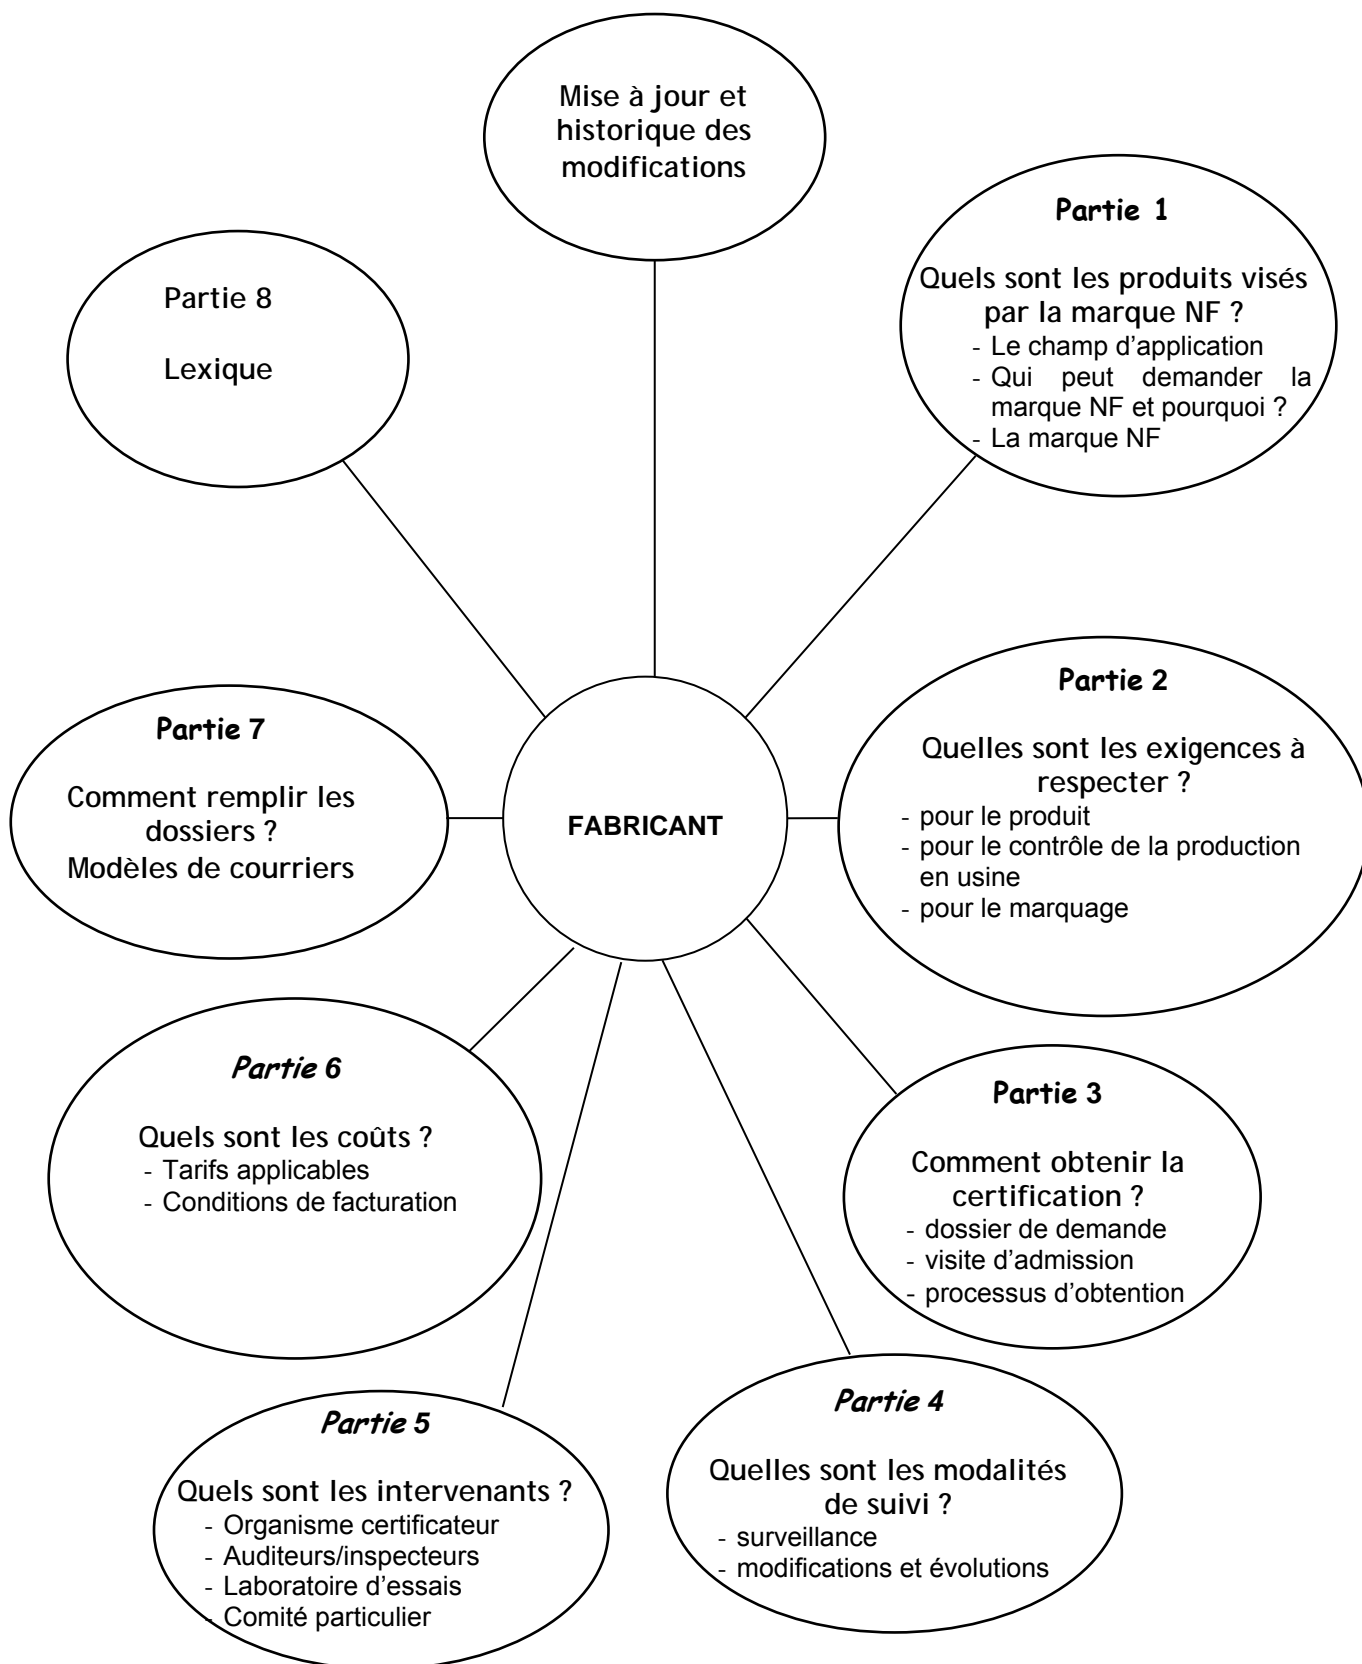 Mise à jour et
historique des
modifications
Partie 1
Quels sont les produits visés
par la marque NF ?
- Le champ d’application
- Qui peut demander la
marque NF et pourquoi ?
- La marque NF
Partie 8
Lexique
Partie 2
Quelles sont les exigences à
respecter ?
- pour le produit
- pour le contrôle de la production
en usine
- pour le marquage
Partie 7
Comment remplir les
dossiers ?
Modèles de courriers
FABRICANT
Partie 6
Quels sont les coûts ?
- Tarifs applicables
- Conditions de facturation
Partie 3
Comment obtenir la
certification ?
- dossier de demande
- visite d’admission
- processus d’obtention
Partie 5
Quels sont les intervenants ?
- Organisme certificateur
- Auditeurs/inspecteurs
- Laboratoire d’essais
- Comité particulier
Partie 4
Quelles sont les modalités
de suivi ?
- surveillance
- modifications et évolutions